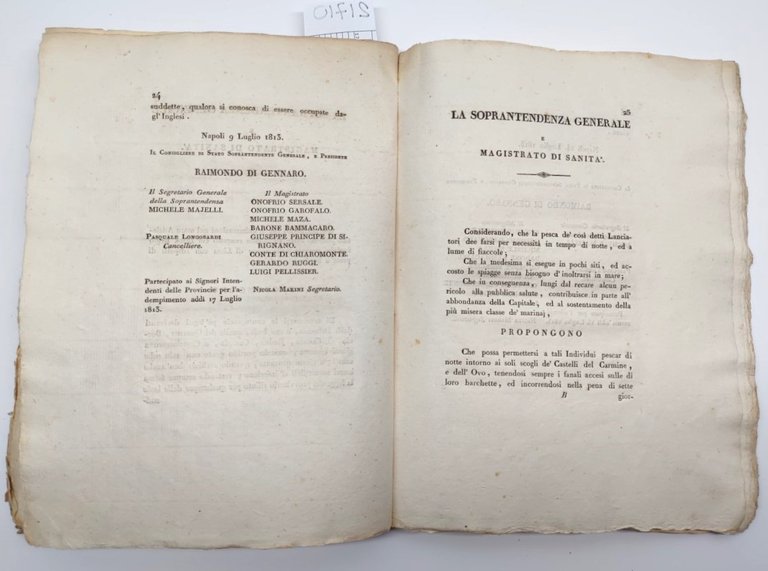 24
suddette, qualora si conosca di essere occupate da-
gl' Inglesi.
Napoli 9 Luglio 1813.
Il Consigliere di Stato Soprantendente Generale, e Presidente
RAIMONDO DI GENNARO.
Il Segretario Generale
della Soprantendenza
MICHELE MAJELLI.
Pasquale Longobardi
Cancelliere.
Il Magistrato
ONOFRIO SERSALE.
ONOFRIO GAROFALO.
MICHELE MAZA.
BARONE BAMMACARO.
GIUSEPPE PRINCIPE DI SI-
RIGNANO.
CONTE DI CHIAROMONTE.
GERARDO RUGGI.
LUIGI PELLISSIER.
Partecipato ai Signori Inten-
denti delle Provincie per l'a-
dempimento addì 17 Luglio
1813.
Nicola Marini Segretario.
25
LA SOPRANTENDENZA GENERALE
E
MAGISTRATO DI SANITA'.
Considerando, che la pesca de' così detti Lancia-
tori dee farsi per necessità in tempo di notte, ed a
lume di fiaccole;
Che la medesima si esegue in pochi siti, ed ac-
costo le spiagge senza bisogno d'inoltrarsi in mare;
Che in conseguenza, lungi dal recare alcun pe-
ricolo alla pubblica salute, contribuisce in parte all'
abbondanza della Capitale, ed al sostentamento della
più misera classe de' marinaj,
PROPONGONO
Che possa permettersi a tali Individui pescar di
notte intorno ai soli scogli de' Castelli del Carmine,
e dell' Ovo, tenendosi sempre i fanali accesi sulle di
loro barchette, ed incorrendosi nella pena di sette
B gior-